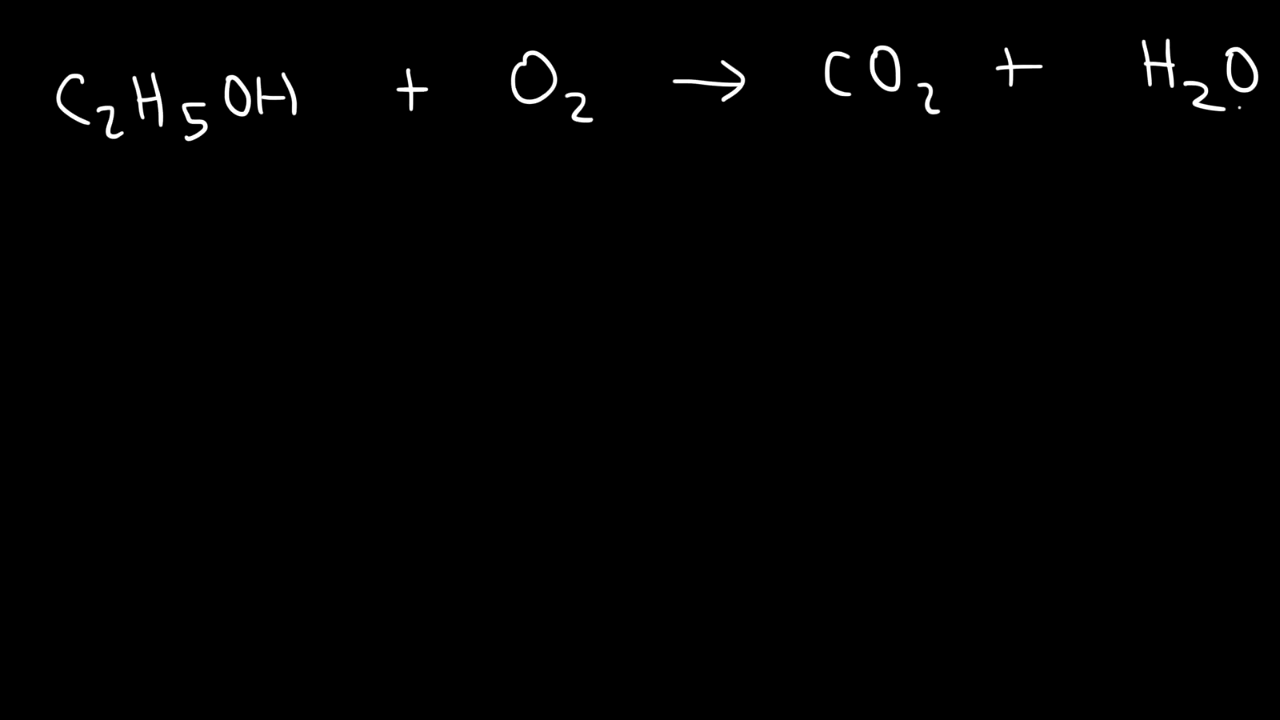 C₂H₅OH + O₂ → CO₂ + H₂O